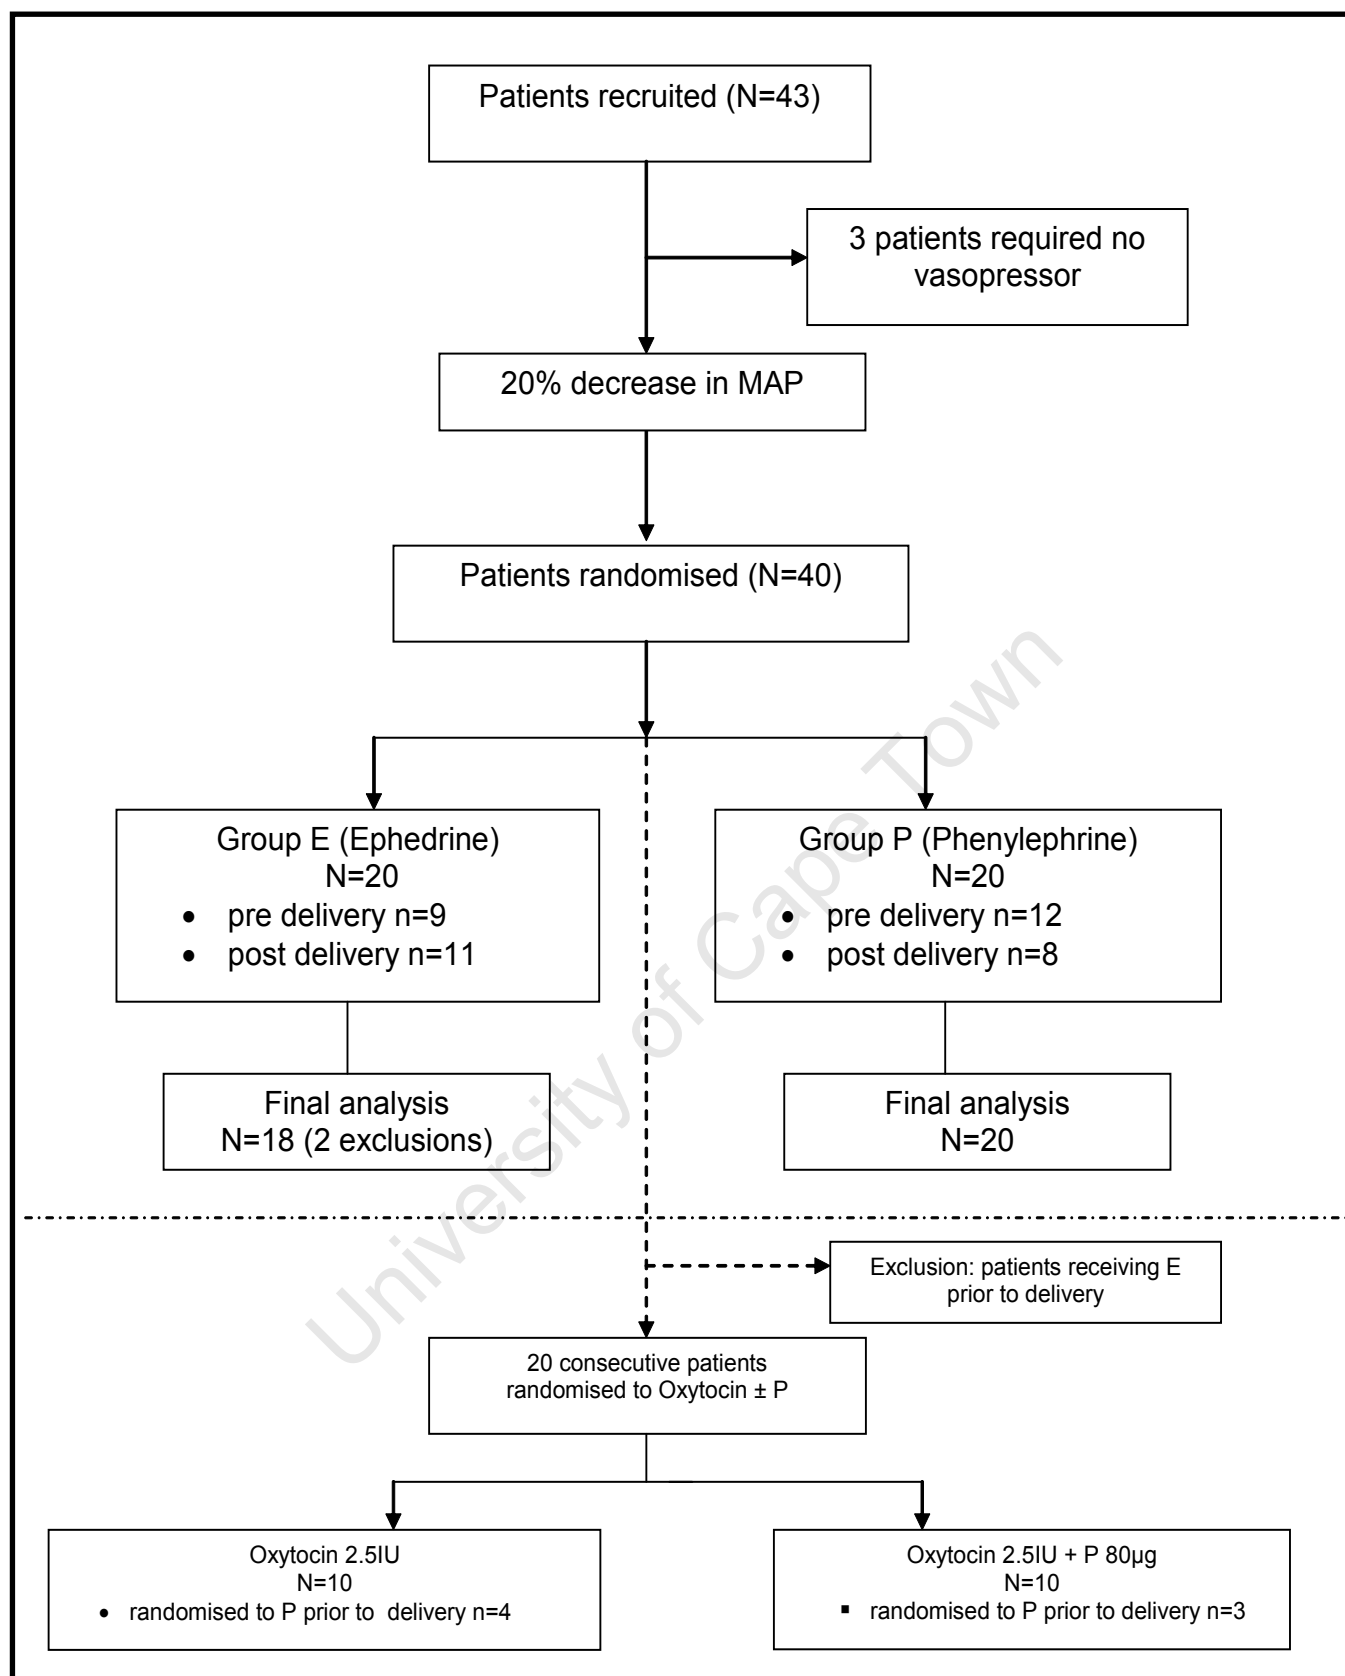 Patients recruited (N=43)
3 patients required no
vasopressor
20% decrease in MAP
Patients randomised (N=40)
Group E (Ephedrine)
N=20
• pre delivery n=9
• post delivery n=11
Group P (Phenylephrine)
N=20
• pre delivery n=12
• post delivery n=8
Final analysis
N=18 (2 exclusions)
Final analysis
N=20
University of Cape Town
Exclusion: patients receiving E
prior to delivery
20 consecutive patients
randomised to Oxytocin ± P
Oxytocin 2.5IU
N=10
• randomised to P prior to delivery n=4
Oxytocin 2.5IU + P 80µg
N=10
▪ randomised to P prior to delivery n=3